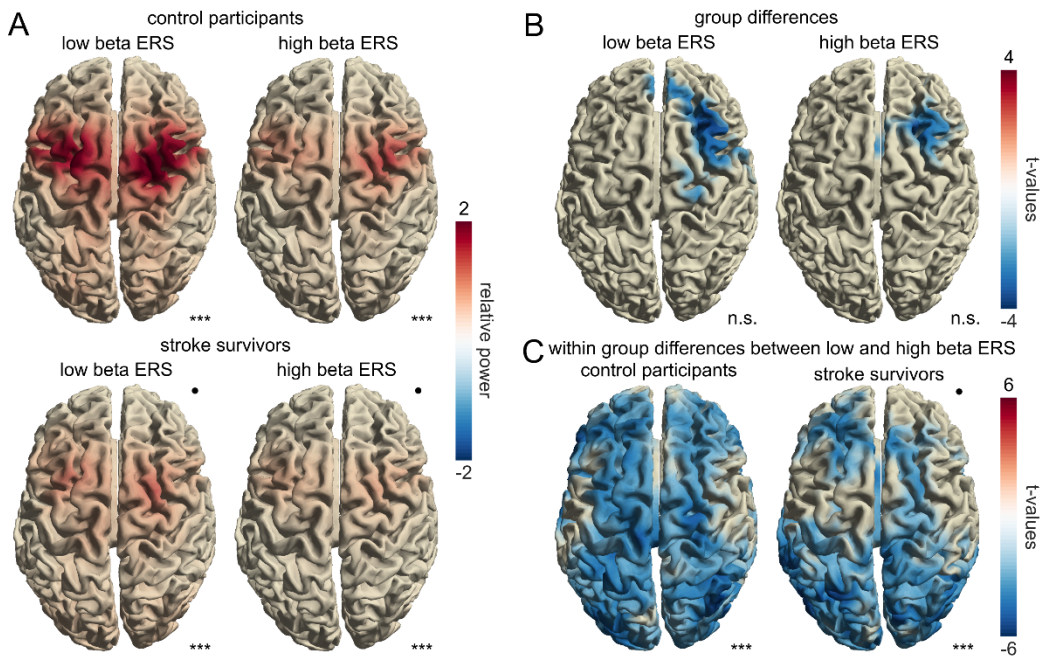 A
control participants
low beta ERS
high beta ERS
***
***
stroke survivors
low beta ERS
high beta ERS
***
***
2
relative power
-2
B
group differences
low beta ERS
high beta ERS
n.s.
n.s.
4
t-values
-4
C
within group differences between low and high beta ERS
control participants
stroke survivors
***
***
6
t-values
-6